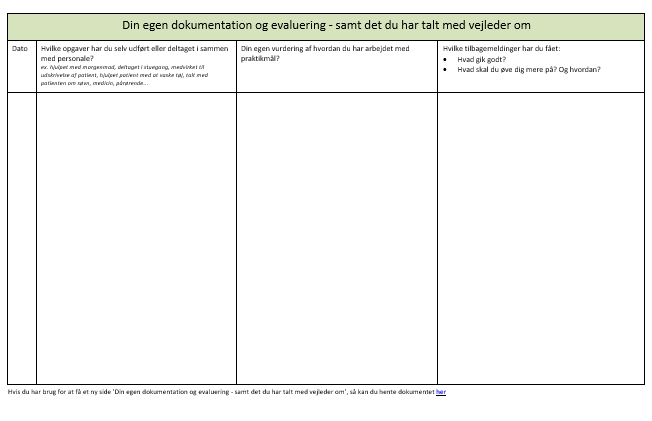 Din egen dokumentation og evaluering - samt det du har talt med vejleder om
Dato
Hvilke opgaver har du selv udført eller deltaget i sammen
med personale?
ex. hjulpet med morgenmad, deltaget i stuegang, medvirket til
udskrivelse af patient, hjulpet patient med at vaske tøj, talt med
patienten om søvn, medicin, pårørende...
Din egen vurdering af hvordan du har arbejdet med
praktikmål?
Hvilke tilbagemeldinger har du fået:
• Hvad gik godt?
• Hvad skal du øve dig mere på? Og hvordan?
Hvis du har brug for at få et ny side 'Din egen dokumentation og evaluering - samt det du har talt med vejleder om', så kan du hente dokumentet her